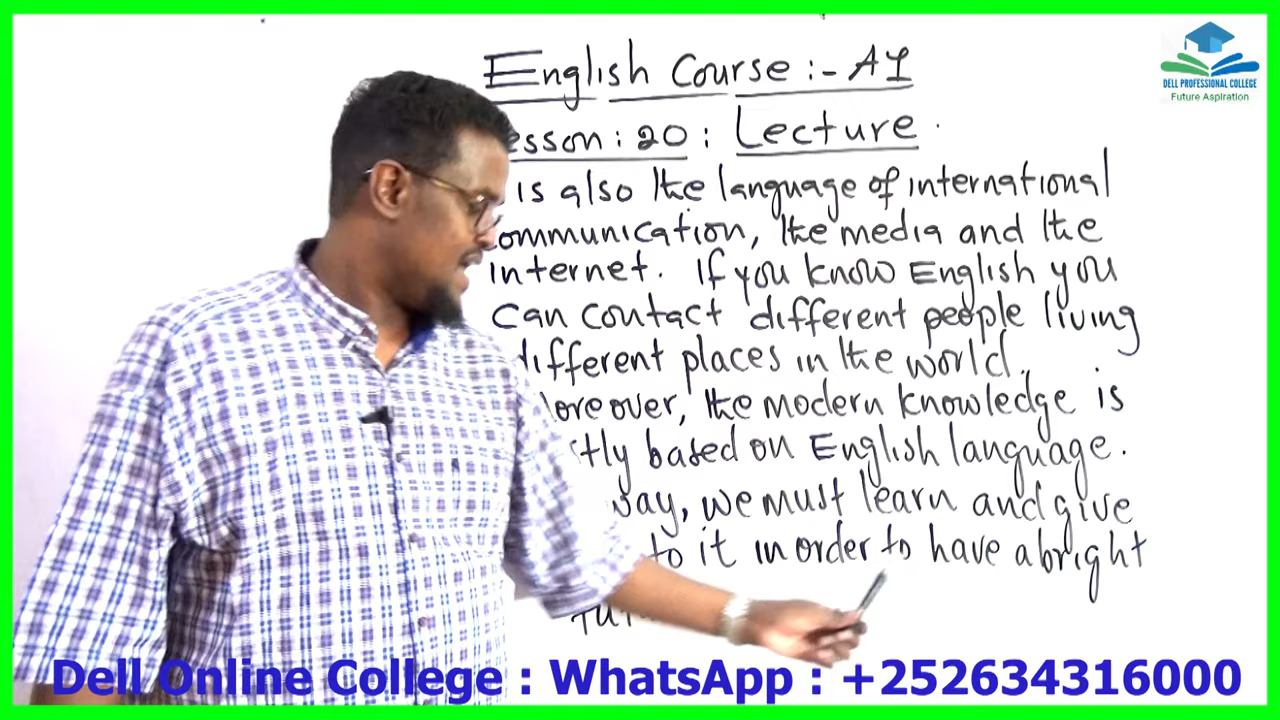 English Course :- A1
esson : 20 : Lecture .
is also the language of international
communication, the media and the
internet. If you know English you
can contact different people living
different places in the world.
oreover, the modern knowledge is
stly based on English language.
way, we must learn and give
to it in order to have a bright
DELL PROFESSIONAL COLLEGE
Future Aspiration
Dell Online College : WhatsApp : +252634316000